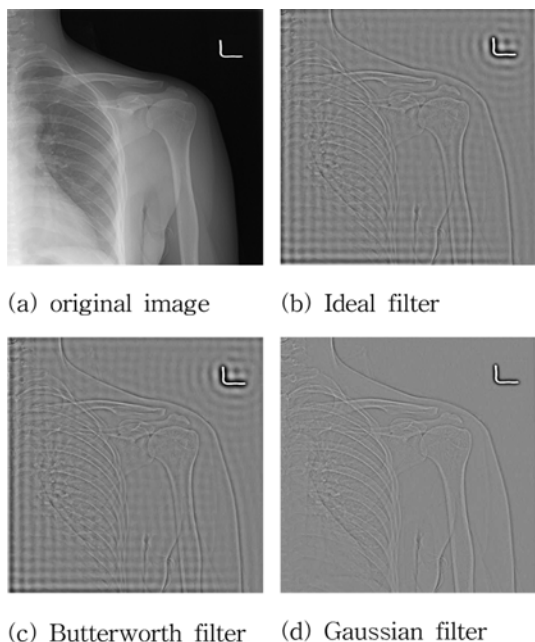 (a) original image
(b) Ideal filter
(c) Butterworth filter
(d) Gaussian filter